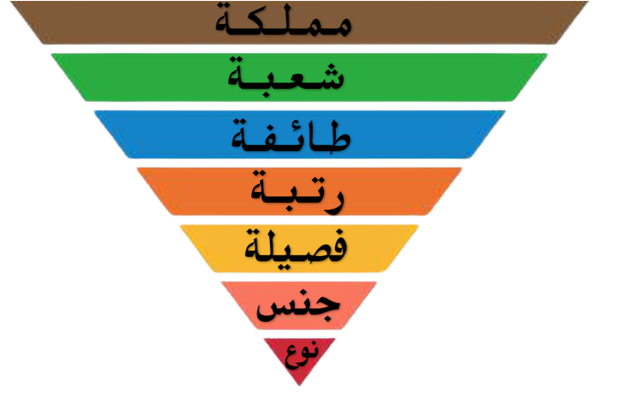 مملكة
شعبة
طائفة
رتبة
فصيلة
جنس
نوع